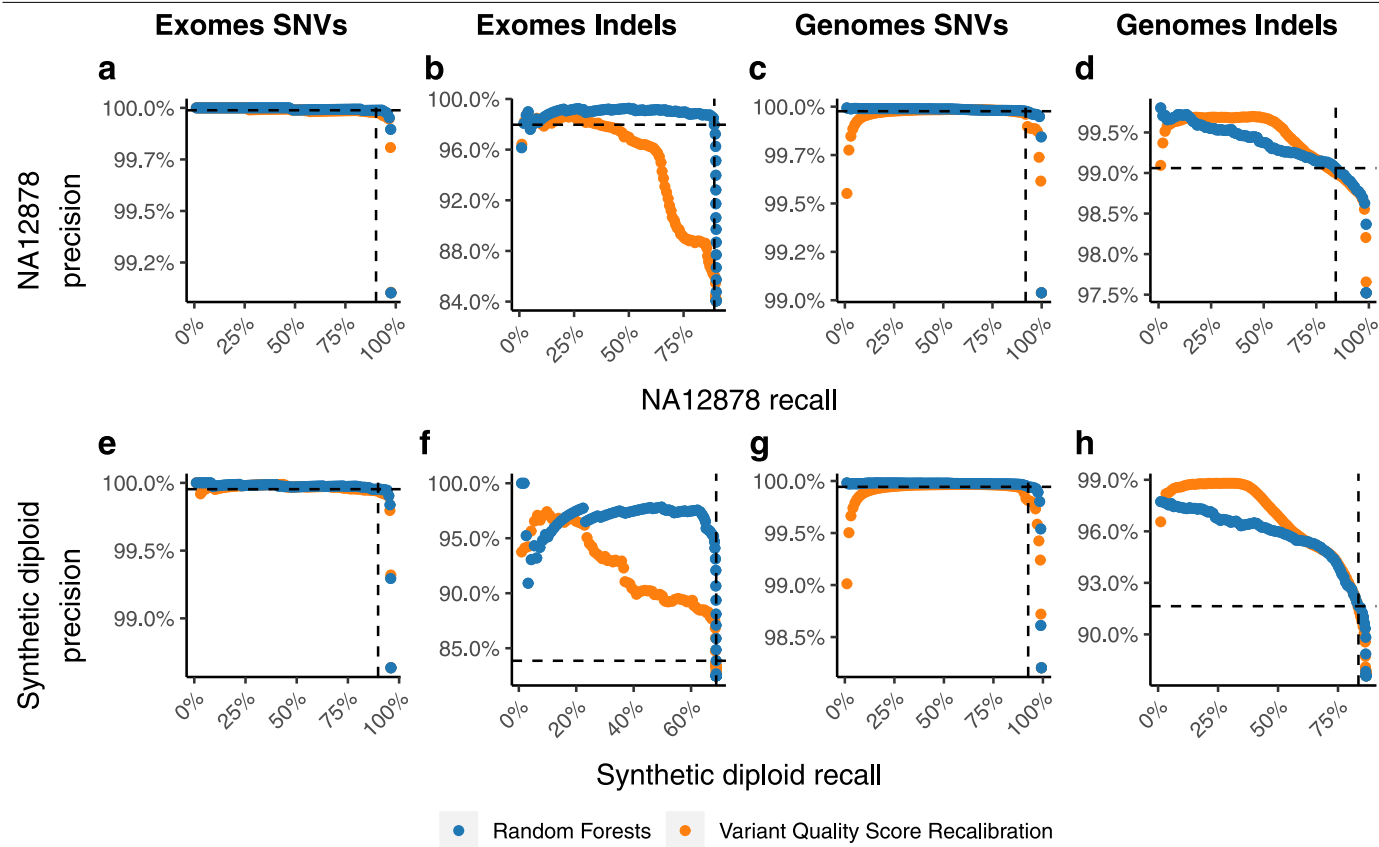 Exomes SNVs Exomes Indels Genomes SNVs Genomes Indels
a b c d
NA12878
precision
100.0%
99.7%
99.5%
99.2%
0% 25% 50% 75% 100%
100.0%
96.0%
92.0%
88.0%
84.0%
0% 25% 50% 75%
100.0%
99.7%
99.5%
99.2%
99.0%
0% 25% 50% 75% 100%
99.5%
99.0%
98.5%
98.0%
97.5%
0% 25% 50% 75% 100%
NA12878 recall
e f g h
Synthetic diploid
precision
100.0%
99.5%
99.0%
0% 25% 50% 75% 100%
100.0%
95.0%
90.0%
85.0%
0% 20% 40% 60%
100.0%
99.5%
99.0%
98.5%
0% 25% 50% 75% 100%
99.0%
96.0%
93.0%
90.0%
0% 25% 50% 75%
Synthetic diploid recall
Random Forests Variant Quality Score Recalibration